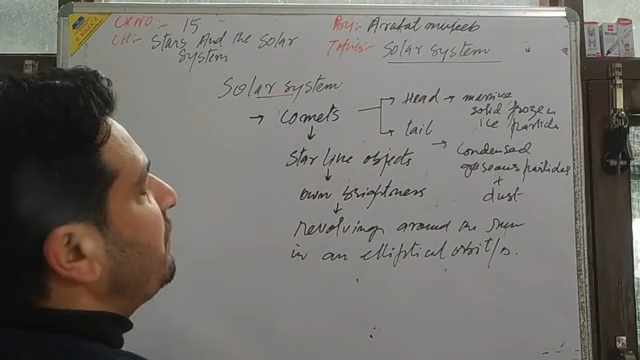 CH NO:- 15
CH:- Stars And the Solar System
By:- Arafat mujeeb
Topic:- Solar System
Solar System
→ Comets
Head → massive solid frozen ice particles
tail → Condensed gaseous particles + dust
↓
Star like objects
↓
own brightness
↓
revolving around the sun
in an elliptical orbit/s.